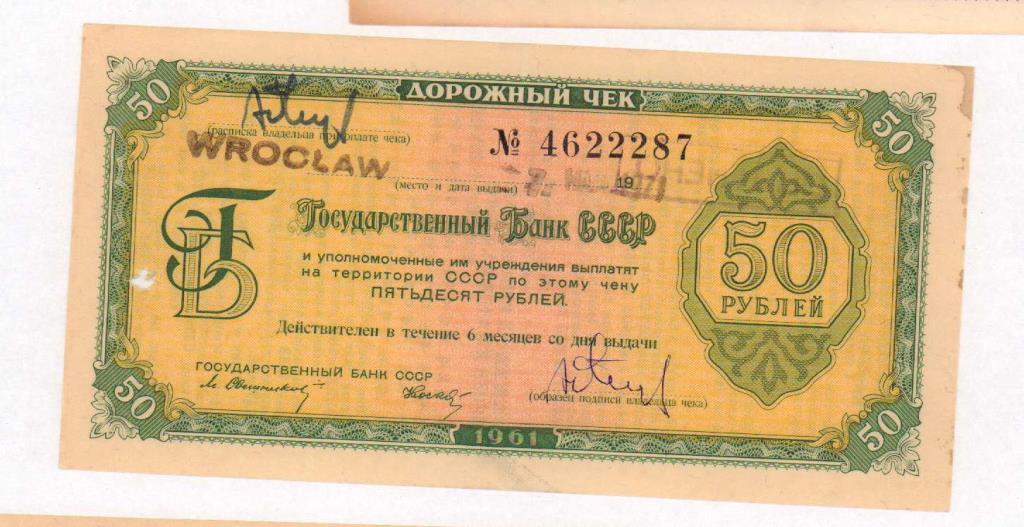 ДОРОЖНЫЙ ЧЕК
50
50
(расписка владельца при оплате чека)
№ 4622287
WROCŁAW
19
(место и дата выдачи)
ГБ
Государственный Банк СССР
и уполномоченные им учреждения выплатят
на территории СССР по этому чеку
ПЯТЬДЕСЯТ РУБЛЕЙ.
50
РУБЛЕЙ
Действителен в течение 6 месяцев со дня выдачи
ГОСУДАРСТВЕННЫЙ БАНК СССР
(образец подписи владельца чека)
50
1961
50